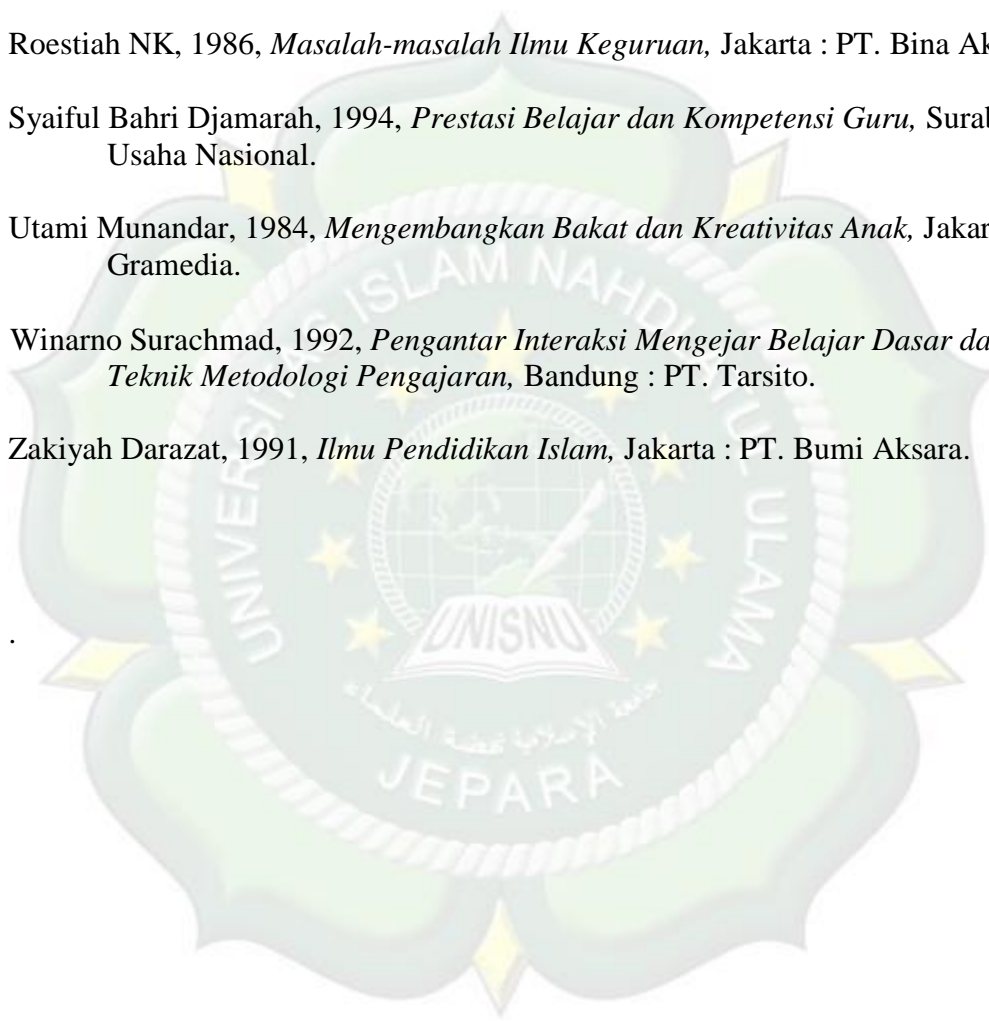 Roestiah NK, 1986, Masalah-masalah Ilmu Keguruan, Jakarta : PT. Bina Ak
Syaiful Bahri Djamarah, 1994, Prestasi Belajar dan Kompetensi Guru, Surab
Usaha Nasional.
Utami Munandar, 1984, Mengembangkan Bakat dan Kreativitas Anak, Jakar
Gramedia.
Winarno Surachmad, 1992, Pengantar Interaksi Mengejar Belajar Dasar da
Teknik Metodologi Pengajaran, Bandung : PT. Tarsito.
Zakiyah Darazat, 1991, Ilmu Pendidikan Islam, Jakarta : PT. Bumi Aksara.
.
UNIVERSITAS ISLAM NAHDLATUL ULAMA
UNISNU
JEPARA